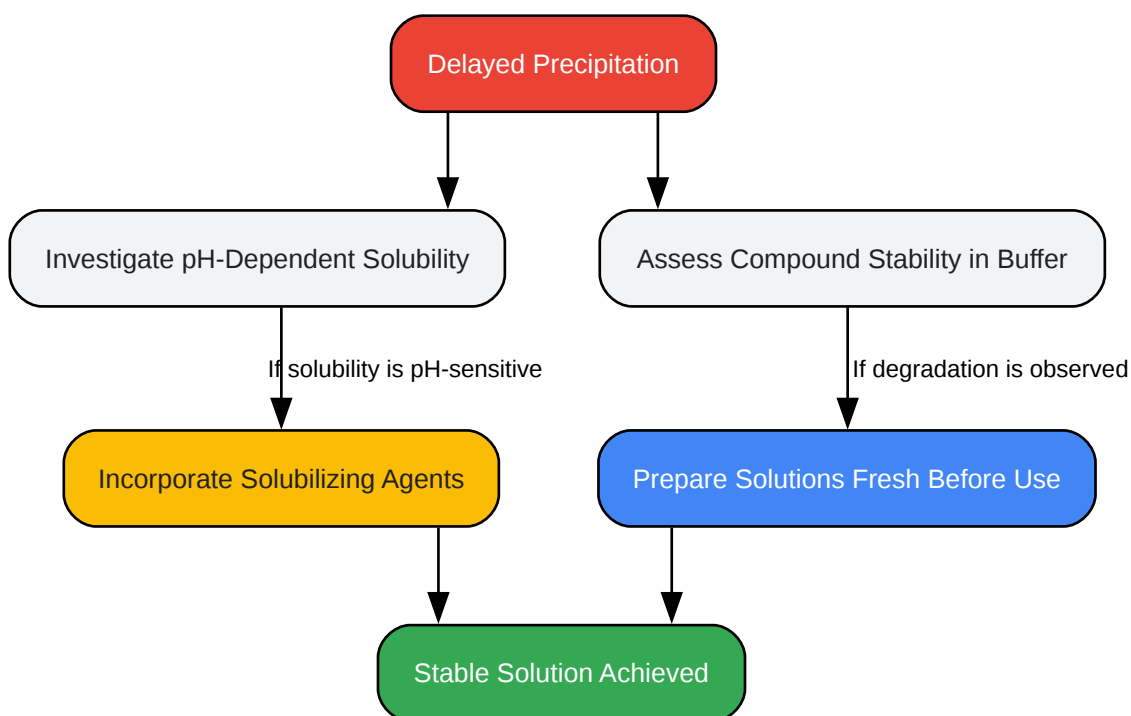 Delayed Precipitation
Investigate pH-Dependent Solubility
Assess Compound Stability in Buffer
If solubility is pH-sensitive
If degradation is observed
Incorporate Solubilizing Agents
Prepare Solutions Fresh Before Use
Stable Solution Achieved